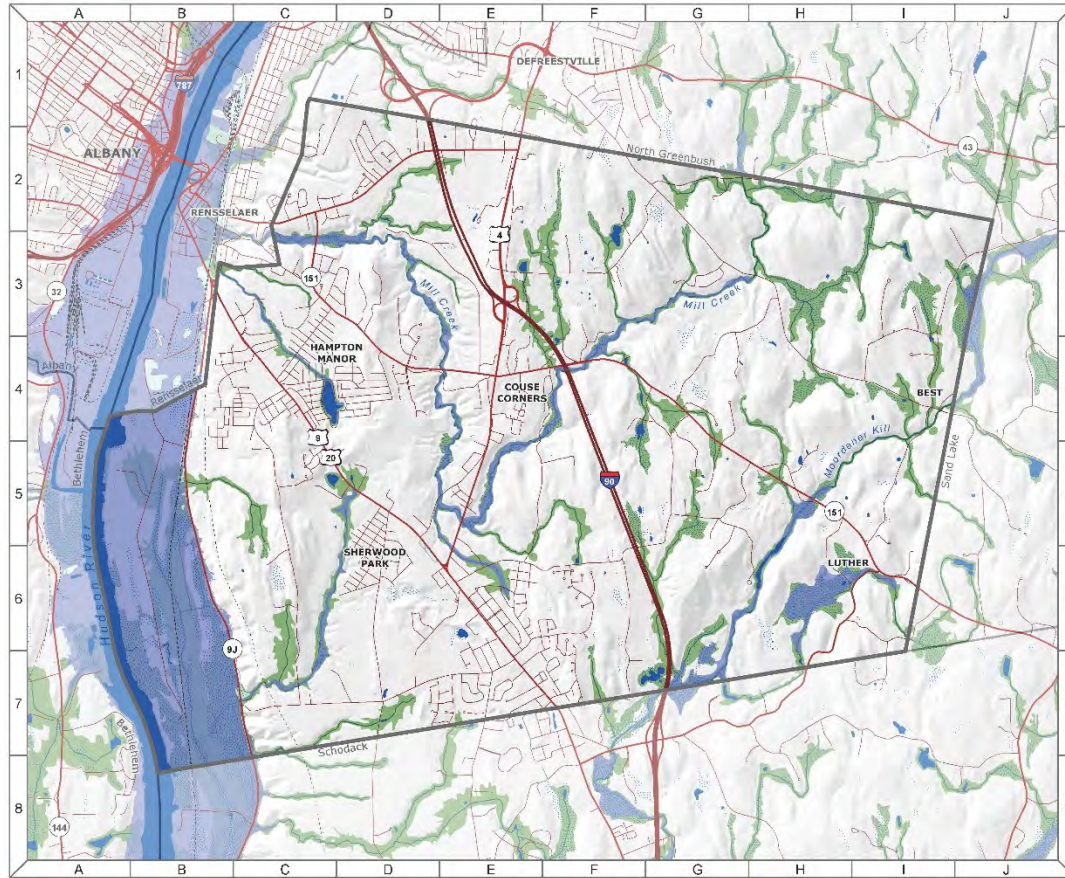 A B C D E F G H I J
1
DEFREESTVILLE
787
ALBANY
North Greenbush
43
2
RENSSELAER
4
32
151
3
Mill Creek
Mill Creek
HAMPTON
MANOR
Alban
Rensselaer
COUSE
CORNERS
BEST
4
Bethlehem
9
20
Moordener Kill
Sand Lake
90
5
151
Hudson River
SHERWOOD
PARK
LUTHER
6
9J
7
Bethlehem
Schodack
144
8
A B C D E F G H I J